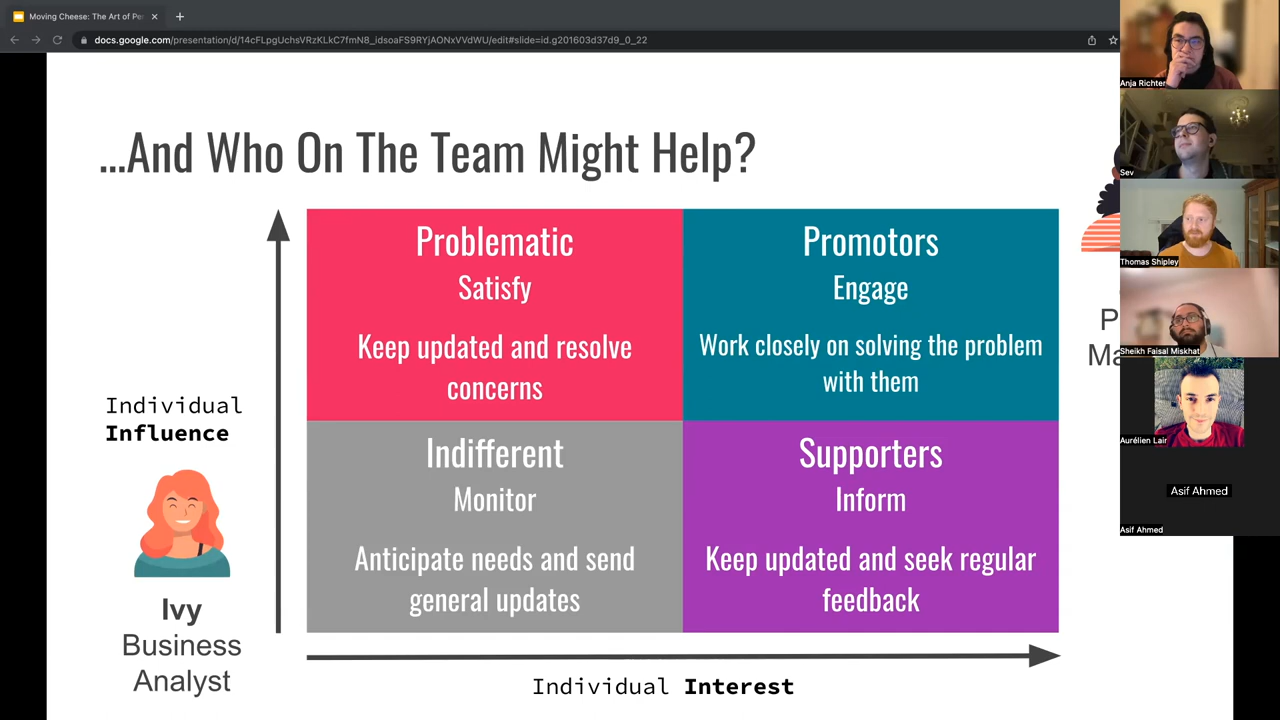 Moving Cheese: The Art of Pe
docs.google.com/presentation/d/14cFLpgUchsVRzKLkC7fmN8_idsoaFS9RYjAONxVVdWU/edit#slide=id.g201603d37d9_0_22
...And Who On The Team Might Help?
Problematic
Satisfy
Keep updated and resolve
concerns
Promotors
Engage
Work closely on solving the problem
with them
Indifferent
Monitor
Anticipate needs and send
general updates
Supporters
Inform
Keep updated and seek regular
feedback
Individual
Influence
Ivy
Business
Analyst
Individual Interest
P
Ma
Anja Richter
Sev
Thomas Shipley
Sheikh Faisal Miskhat
Aurélien Lair
Asif Ahmed
Asif Ahmed